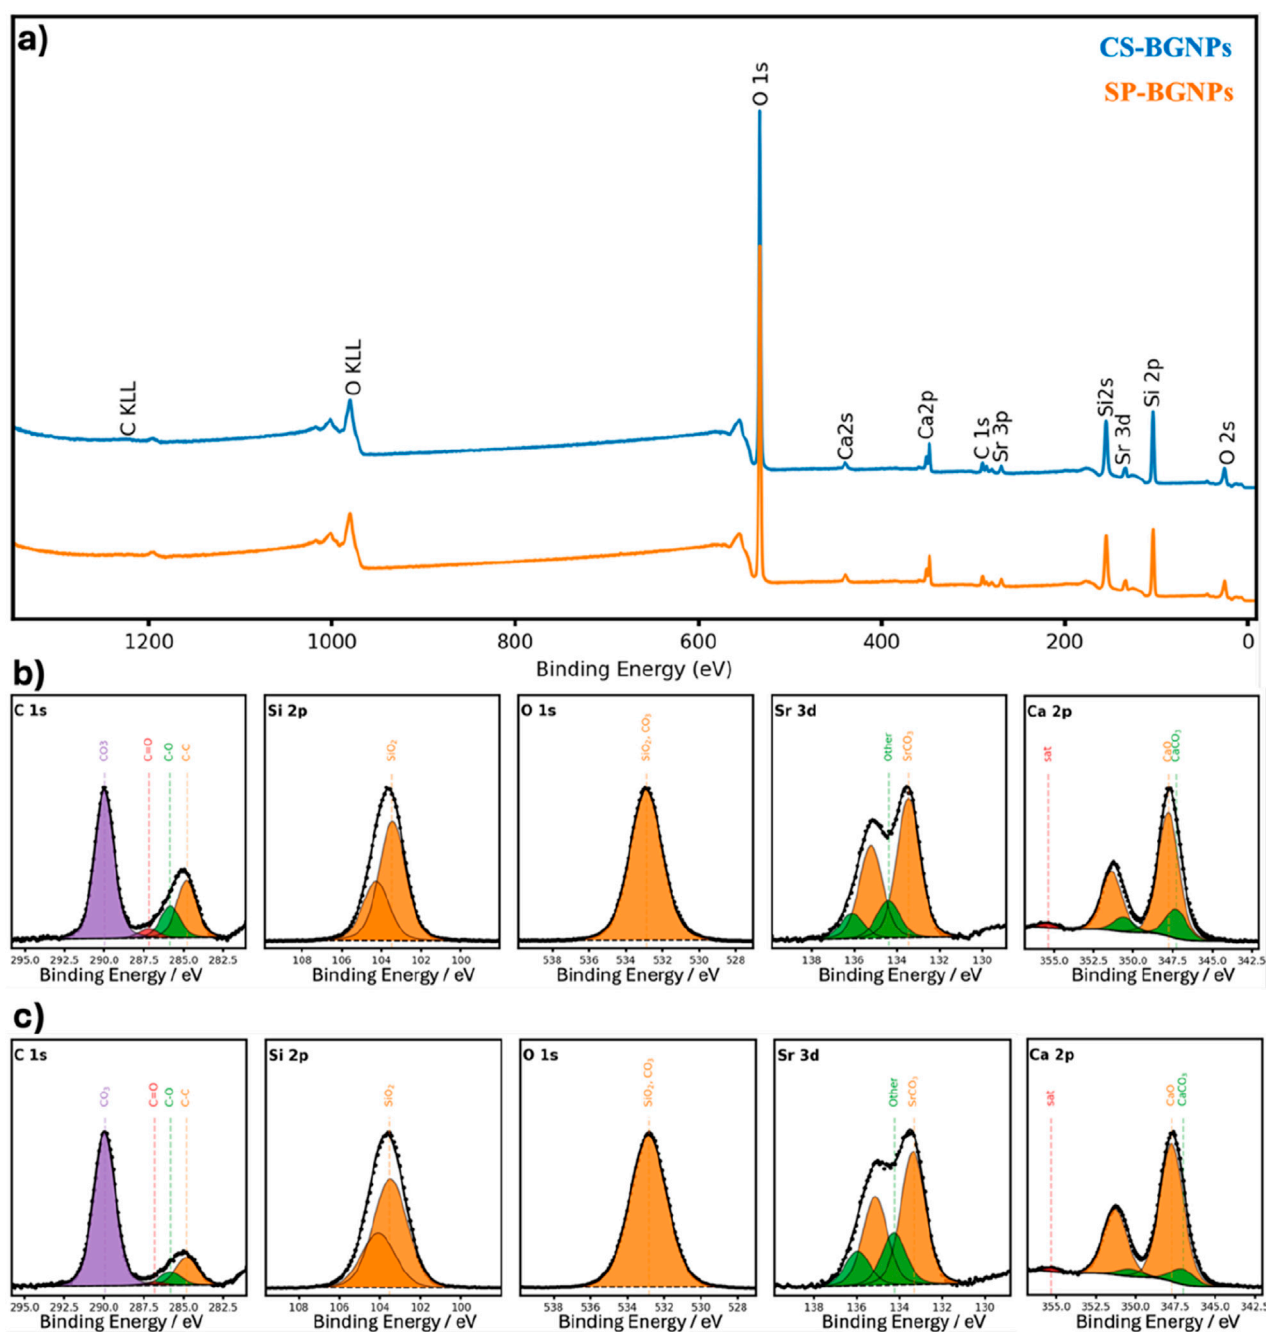 a)
CS-BGNPs
SP-BGNPs
C KLL
O KLL
O 1s
Ca2s
Ca2p
C 1s
Sr 3p
Si2s
Sr 3d
Si 2p
O 2s
1200 1000 800 600 400 200 0
Binding Energy (eV)
b)
C 1s
CO3
C=O
C-O
C-C
295.0 292.5 290.0 287.5 285.0 282.5
Binding Energy / eV
Si 2p
SiO₂
108 106 104 102 100
Binding Energy / eV
O 1s
SiO₂, CO₃
536 534 532 530 528
Binding Energy / eV
Sr 3d
Other
SrCO₃
138 136 134 132 130
Binding Energy / eV
Ca 2p
sat
CaO
CaCO₃
355.0 352.5 350.0 347.5 345.0 342.5
Binding Energy / eV
c)
C 1s
CO₃
C=O
C-O
C-C
295.0 292.5 290.0 287.5 285.0 282.5
Binding Energy / eV
Si 2p
SiO₂
108 106 104 102 100
Binding Energy / eV
O 1s
SiO₂, CO₃
538 536 534 532 530 528
Binding Energy / eV
Sr 3d
Other
SrCO₃
136 134 132 130
Binding Energy / eV
Ca 2p
sat
CaO
CaCO₃
355.0 352.5 350.0 347.5 345.0 342.5
Binding Energy / eV